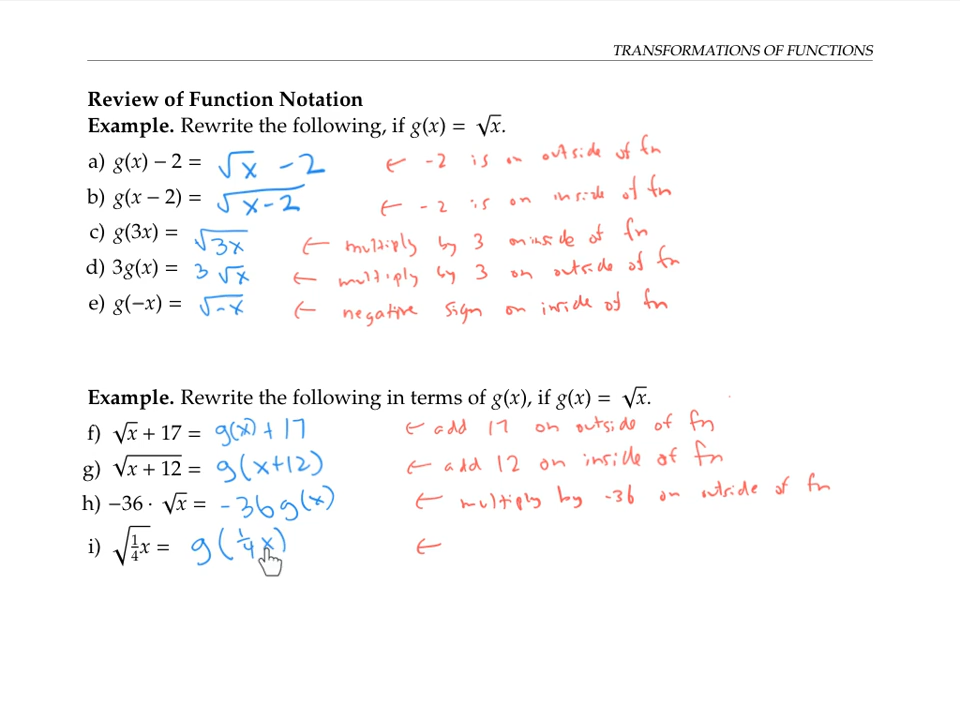 TRANSFORMATIONS OF FUNCTIONS
Review of Function Notation
Example. Rewrite the following, if g(x) = √x.
a) g(x) − 2 = √x - 2 ← -2 is on outside of fn
b) g(x − 2) = √(x-2) ← -2 is on inside of fn
c) g(3x) = √(3x) ← multiply by 3 on inside of fn
d) 3g(x) = 3√x ← multiply by 3 on outside of fn
e) g(−x) = √(-x) ← negative sign on inside of fn
Example. Rewrite the following in terms of g(x), if g(x) = √x.
f) √x + 17 = g(x) + 17 ← add 17 on outside of fn
g) √(x + 12) = g(x+12) ← add 12 on inside of fn
h) −36 · √x = -36g(x) ← multiply by -36 on outside of fn
i) √(1/4 x) = g(1/4 x) ←